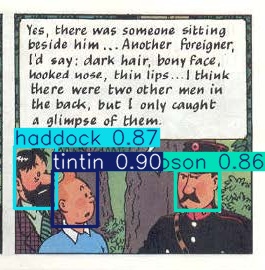 Yes, there was someone sitting
beside him... Another foreigner,
I'd say: dark hair, bony face,
hooked nose, thin lips...I think
there were two other men in
the back, but I only caught
a glimpse of them.
haddock 0.87
tintin 0.90 pson 0.86